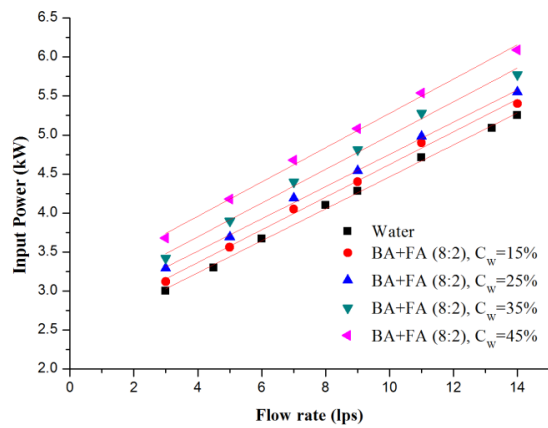 6.5
6.0
5.5
5.0
4.5
4.0
3.5
3.0
2.5
2.0
Input Power (kW)
Water
BA+FA (8:2), C_W=15%
BA+FA (8:2), C_W=25%
BA+FA (8:2), C_W=35%
BA+FA (8:2), C_W=45%
0 2 4 6 8 10 12 14
Flow rate (lps)